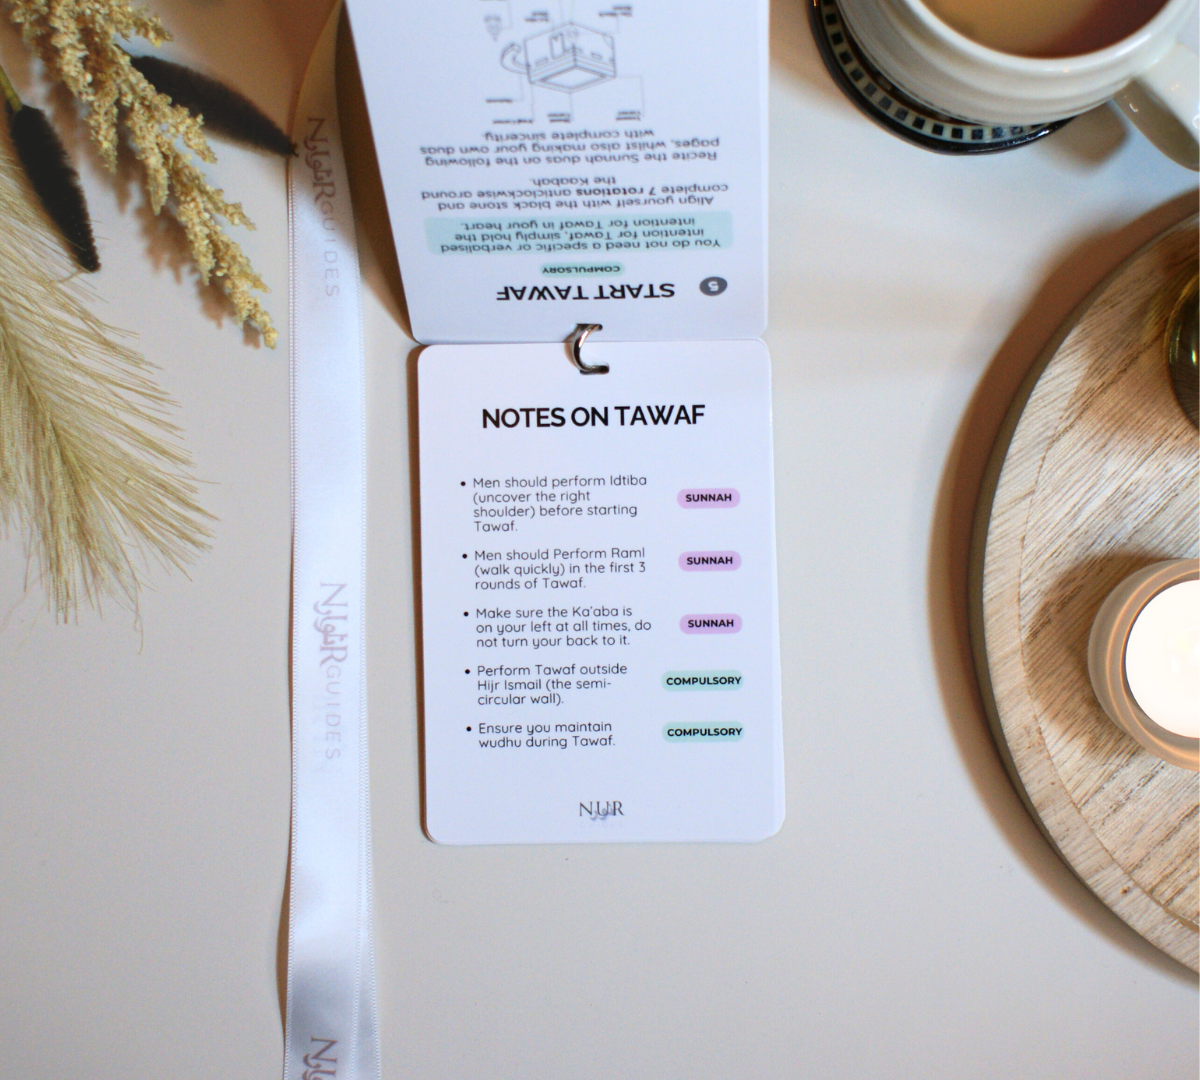 5 START TAWAF
COMPULSORY
You do not need a specific or verbalised
intention for Tawaf, simply hold the
intention for Tawaf in your heart.
Align yourself with the black stone and
complete 7 rotations anticlockwise around
the Kaabah.
Recite the Sunnah duas on the following
pages, whilst also making your own duas
with complete sincerity.
NOTES ON TAWAF
• Men should perform Idtiba
(uncover the right
shoulder) before starting
Tawaf.
SUNNAH
• Men should Perform Raml
(walk quickly) in the first 3
rounds of Tawaf.
SUNNAH
• Make sure the Ka'aba is
on your left at all times, do
not turn your back to it.
SUNNAH
• Perform Tawaf outside
Hijr Ismail (the semi-
circular wall).
COMPULSORY
• Ensure you maintain
wudhu during Tawaf.
COMPULSORY
NUR
NUR GUIDES
NUR GUIDES
NUR